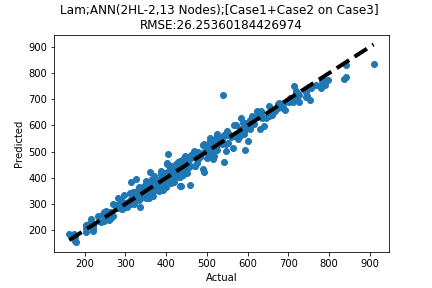 Lam;ANN(2HL-2,13 Nodes);[Case1+Case2 on Case3]
RMSE:26.25360184426974
900
800
700
600
500
400
300
200
Predicted
200 300 400 500 600 700 800 900
Actual